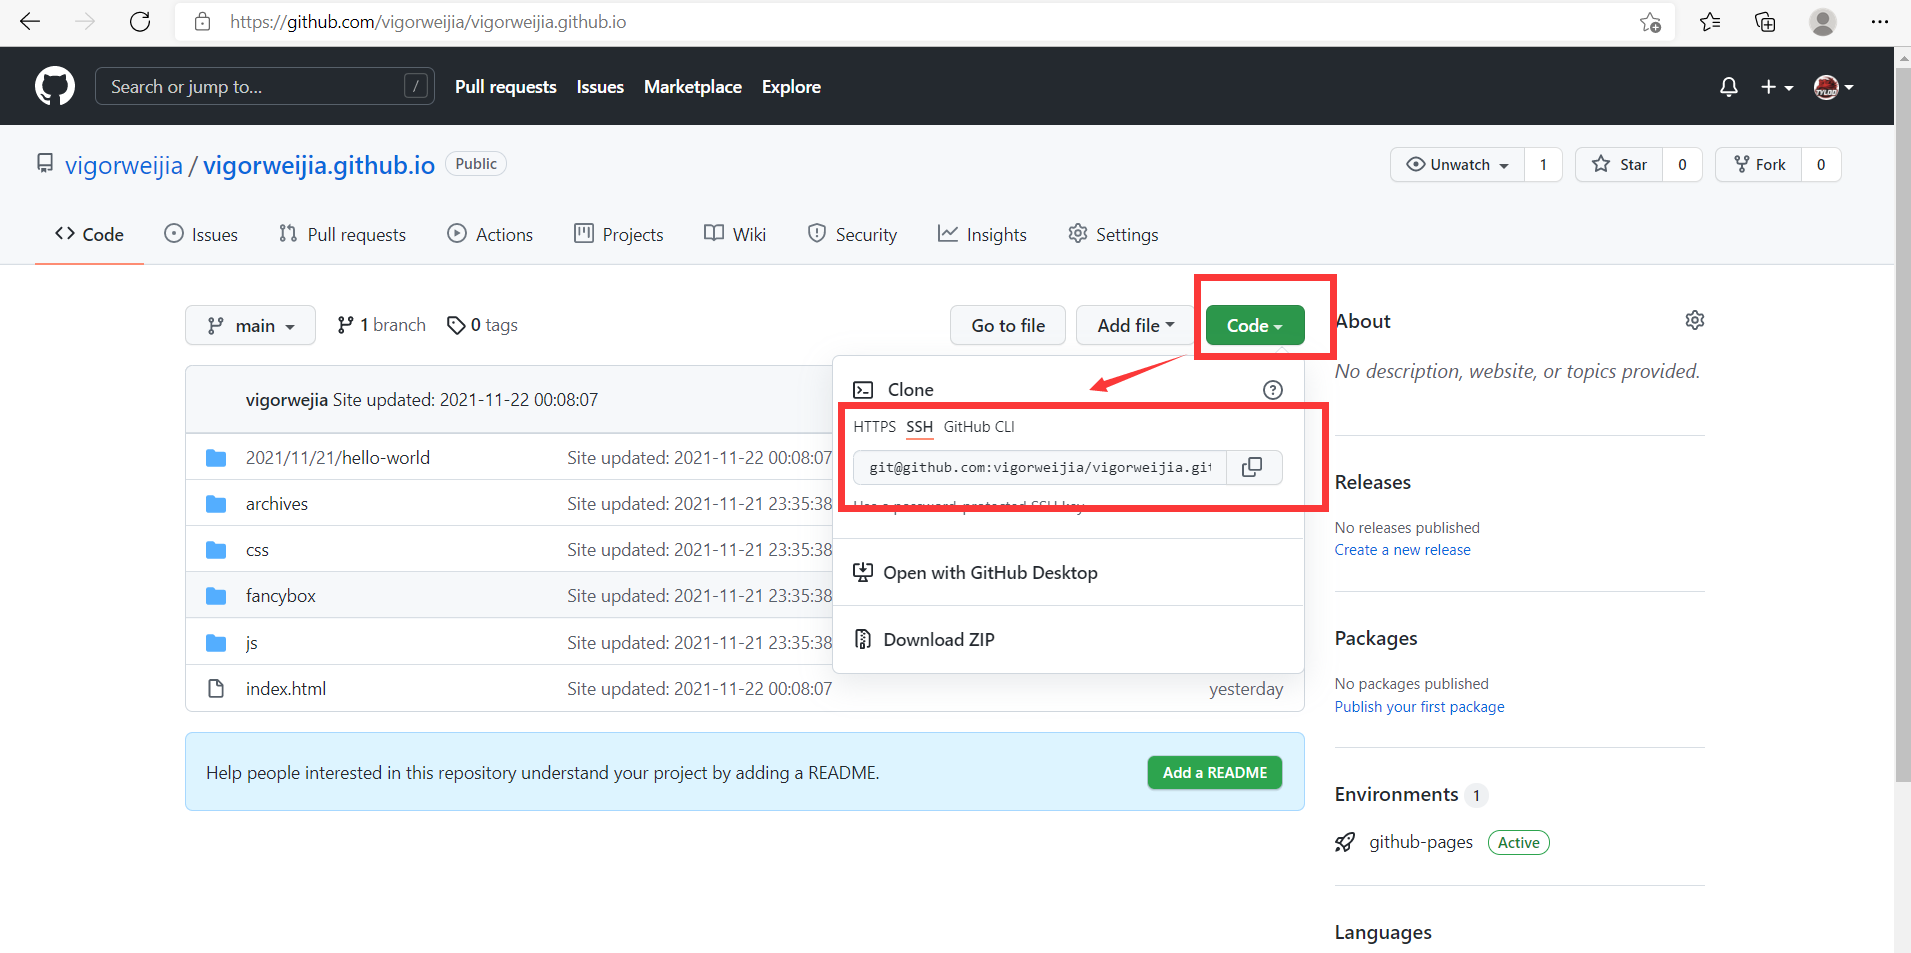 https://github.com/vigorweijia/vigorweijia.github.io
Search or jump to... /
Pull requests Issues Marketplace Explore
vigorweijia / vigorweijia.github.io Public
Unwatch 1 Star 0 Fork 0
Code Issues Pull requests Actions Projects Wiki Security Insights Settings
main 1 branch 0 tags
Go to file Add file Code
vigorwejia Site updated: 2021-11-22 00:08:07
2021/11/21/hello-world Site updated: 2021-11-22 00:08:07
archives Site updated: 2021-11-21 23:35:38
css Site updated: 2021-11-21 23:35:38
fancybox Site updated: 2021-11-21 23:35:38
js Site updated: 2021-11-21 23:35:38
index.html Site updated: 2021-11-22 00:08:07 yesterday
Clone
HTTPS SSH GitHub CLI
git@github.com:vigorweijia/vigorweijia.git
Use a password-protected SSH key.
Open with GitHub Desktop
Download ZIP
Help people interested in this repository understand your project by adding a README.
Add a README
About
No description, website, or topics provided.
Releases
No releases published
Create a new release
Packages
No packages published
Publish your first package
Environments 1
github-pages Active
Languages